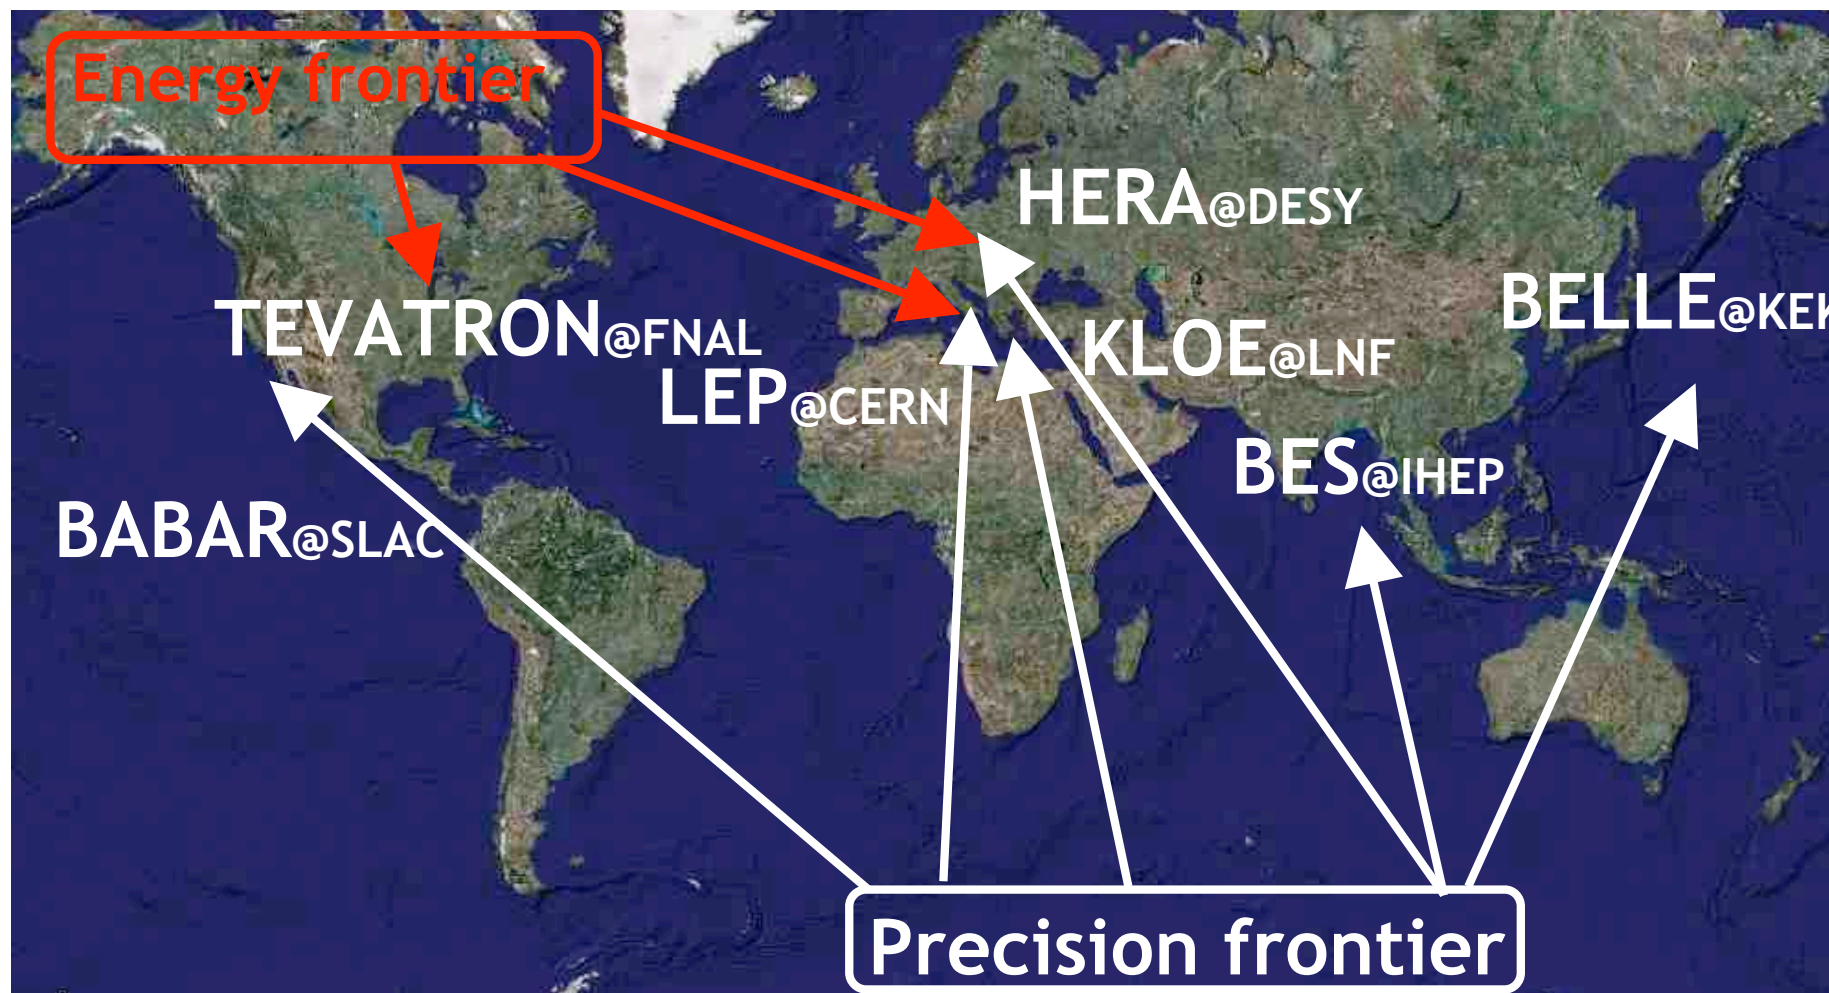 Energy frontier
HERA@DESY
BELLE@KEK
TEVATRON@FNAL
KLOE@LNF
LEP@CERN
BES@IHEP
BABAR@SLAC
Precision frontier